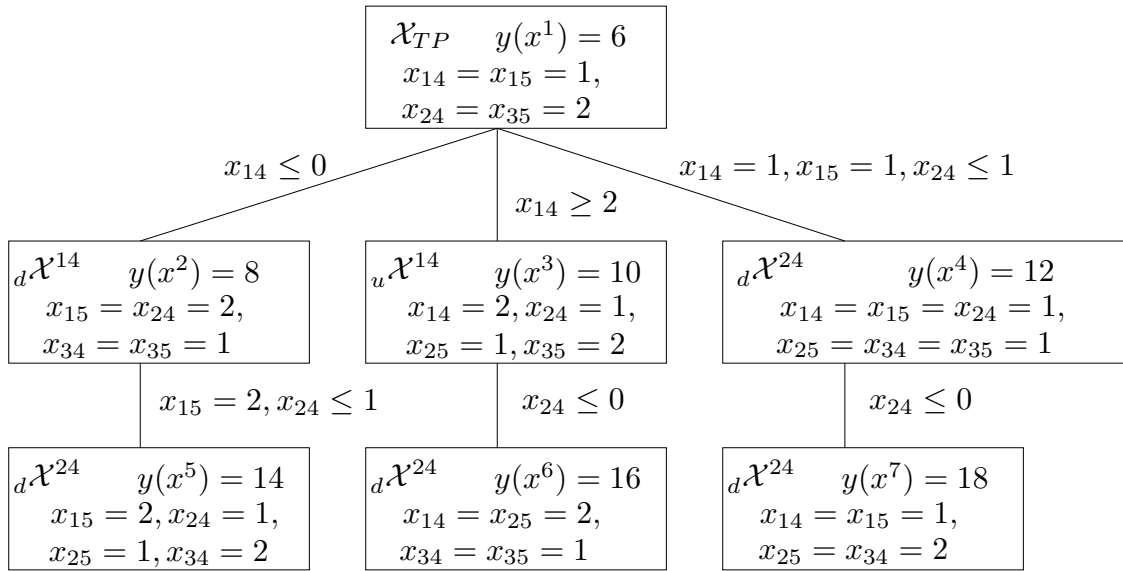 𝒳_{TP} y(x^1) = 6
x_{14} = x_{15} = 1,
x_{24} = x_{35} = 2
x_{14} ≤ 0
x_{14} ≥ 2
x_{14} = 1, x_{15} = 1, x_{24} ≤ 1
_d𝒳^{14} y(x^2) = 8
x_{15} = x_{24} = 2,
x_{34} = x_{35} = 1
_u𝒳^{14} y(x^3) = 10
x_{14} = 2, x_{24} = 1,
x_{25} = 1, x_{35} = 2
_d𝒳^{24} y(x^4) = 12
x_{14} = x_{15} = x_{24} = 1,
x_{25} = x_{34} = x_{35} = 1
x_{15} = 2, x_{24} ≤ 1
x_{24} ≤ 0
x_{24} ≤ 0
_d𝒳^{24} y(x^5) = 14
x_{15} = 2, x_{24} = 1,
x_{25} = 1, x_{34} = 2
_d𝒳^{24} y(x^6) = 16
x_{14} = x_{25} = 2,
x_{34} = x_{35} = 1
_d𝒳^{24} y(x^7) = 18
x_{14} = x_{15} = 1,
x_{25} = x_{34} = 2